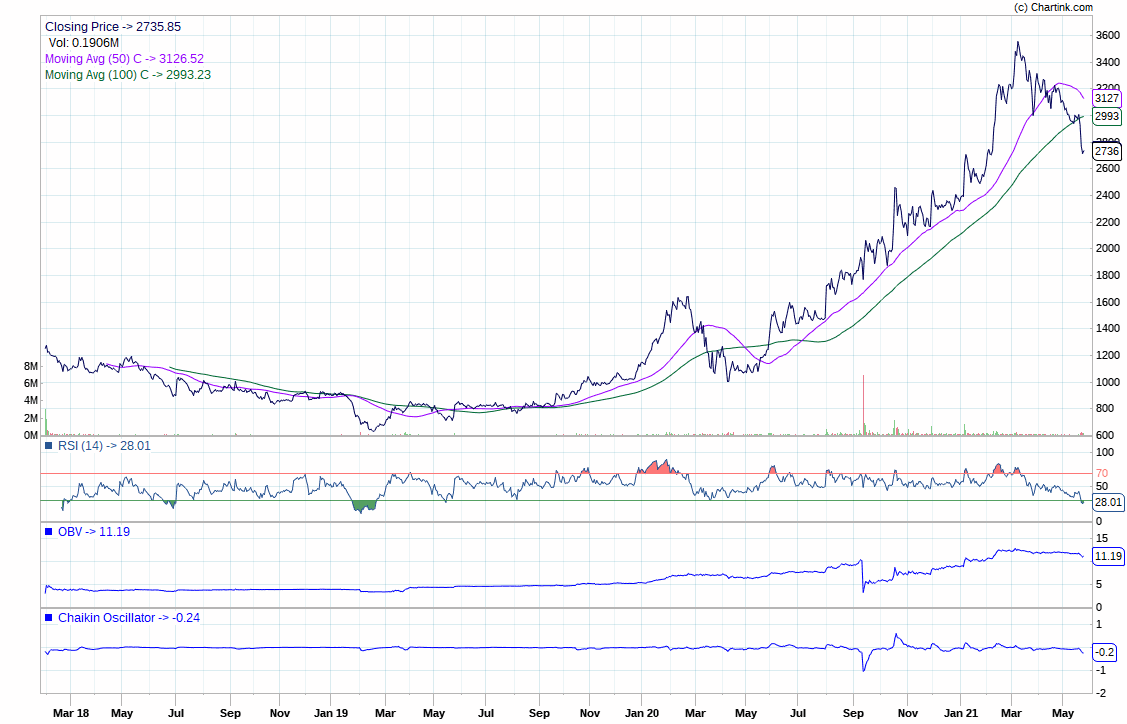 (c) Chartink.com
Closing Price -> 2735.85
Vol: 0.1906M
Moving Avg (50) C -> 3126.52
Moving Avg (100) C -> 2993.23
3600
3400
3200
3127
2993
2800
2736
2600
2400
2200
2000
1800
1600
1400
1200
1000
800
600
8M
6M
4M
2M
0M
RSI (14) -> 28.01
100
70
50
28.01
0
OBV -> 11.19
15
11.19
5
0
Chaikin Oscillator -> -0.24
1
-0.2
-1
-2
Mar 18 May Jul Sep Nov Jan 19 Mar May Jul Sep Nov Jan 20 Mar May Jul Sep Nov Jan 21 Mar May